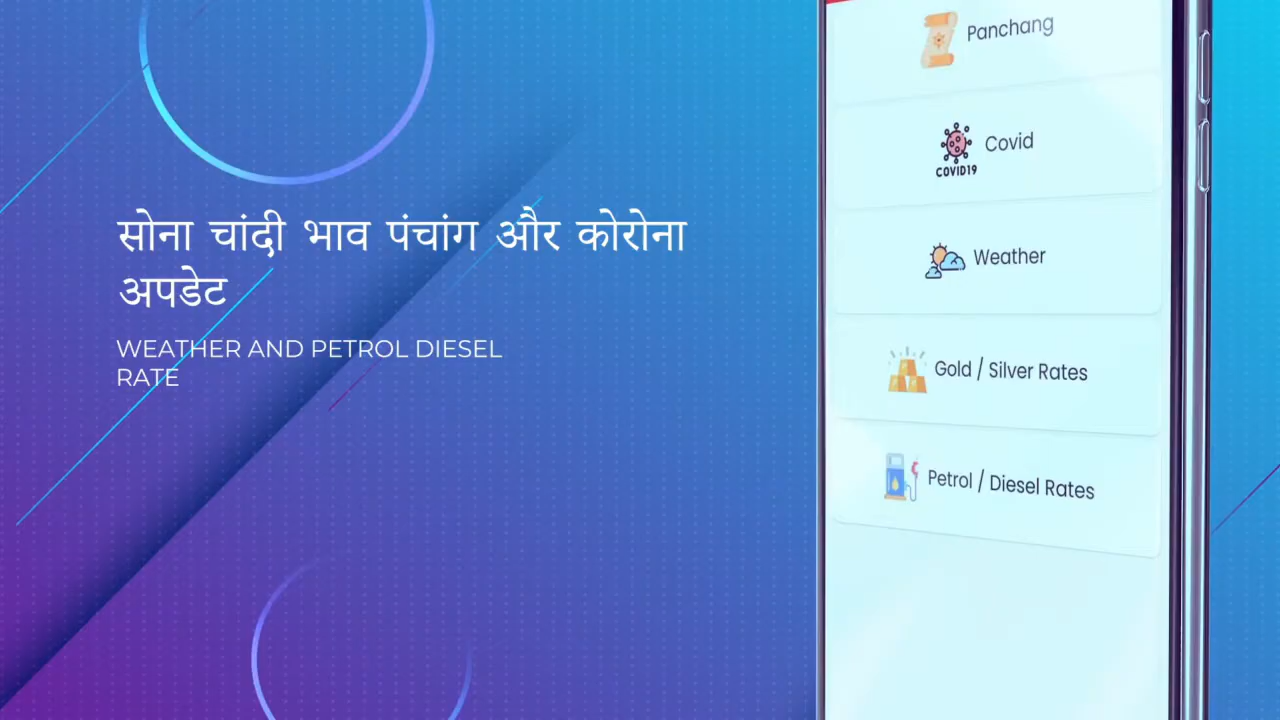 सोना चांदी भाव पंचांग और कोरोना
अपडेट
WEATHER AND PETROL DIESEL
RATE
Panchang
Covid
COVID19
Weather
Gold / Silver Rates
Petrol / Diesel Rates